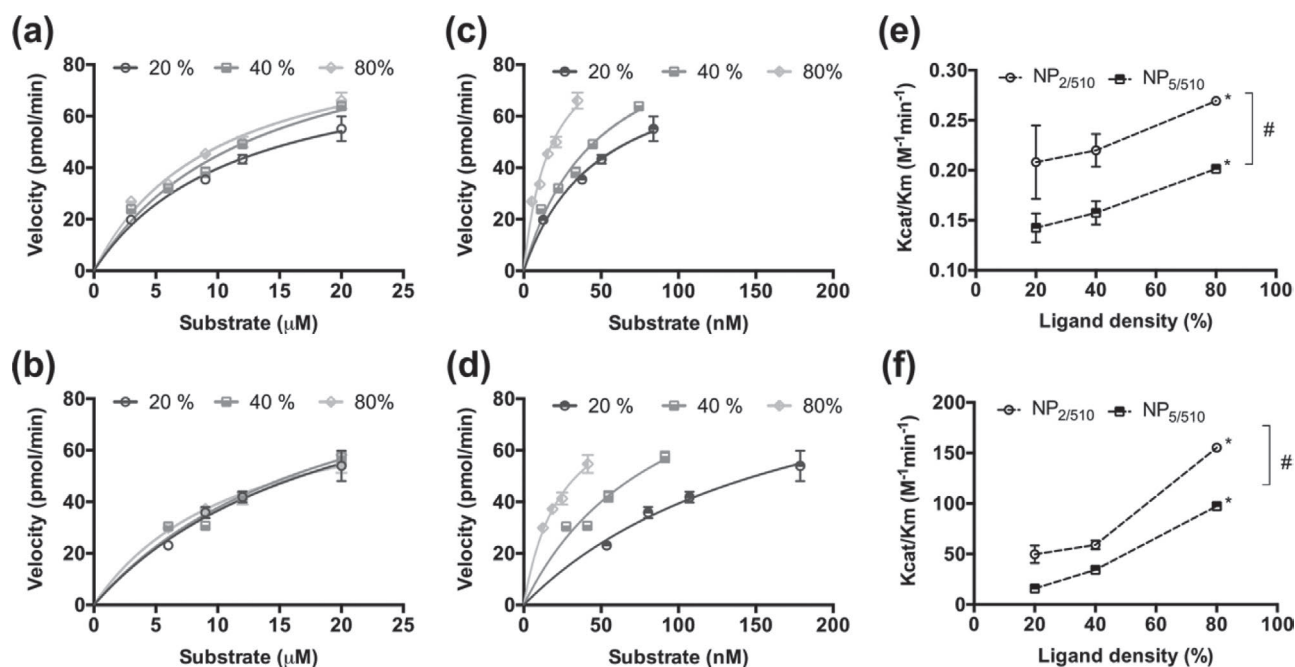 (a)
20 % 40 % 80%
Velocity (pmol/min)
80
60
40
20
0
0 5 10 15 20 25
Substrate (μM)
(c)
20 % 40 % 80%
Velocity (pmol/min)
80
60
40
20
0
0 50 100 150 200
Substrate (nM)
(e)
NP2/510 NP5/510
Kcat/Km (M-1min-1)
0.30
0.25
0.20
0.15
0.10
* * #
0 20 40 60 80 100
Ligand density (%)
(b)
20 % 40 % 80%
Velocity (pmol/min)
80
60
40
20
0
0 5 10 15 20 25
Substrate (μM)
(d)
20 % 40 % 80%
Velocity (pmol/min)
80
60
40
20
0
0 50 100 150 200
Substrate (nM)
(f)
NP2/510 NP5/510
Kcat/Km (M-1min-1)
200
150
100
50
0
* * #
0 20 40 60 80 100
Ligand density (%)